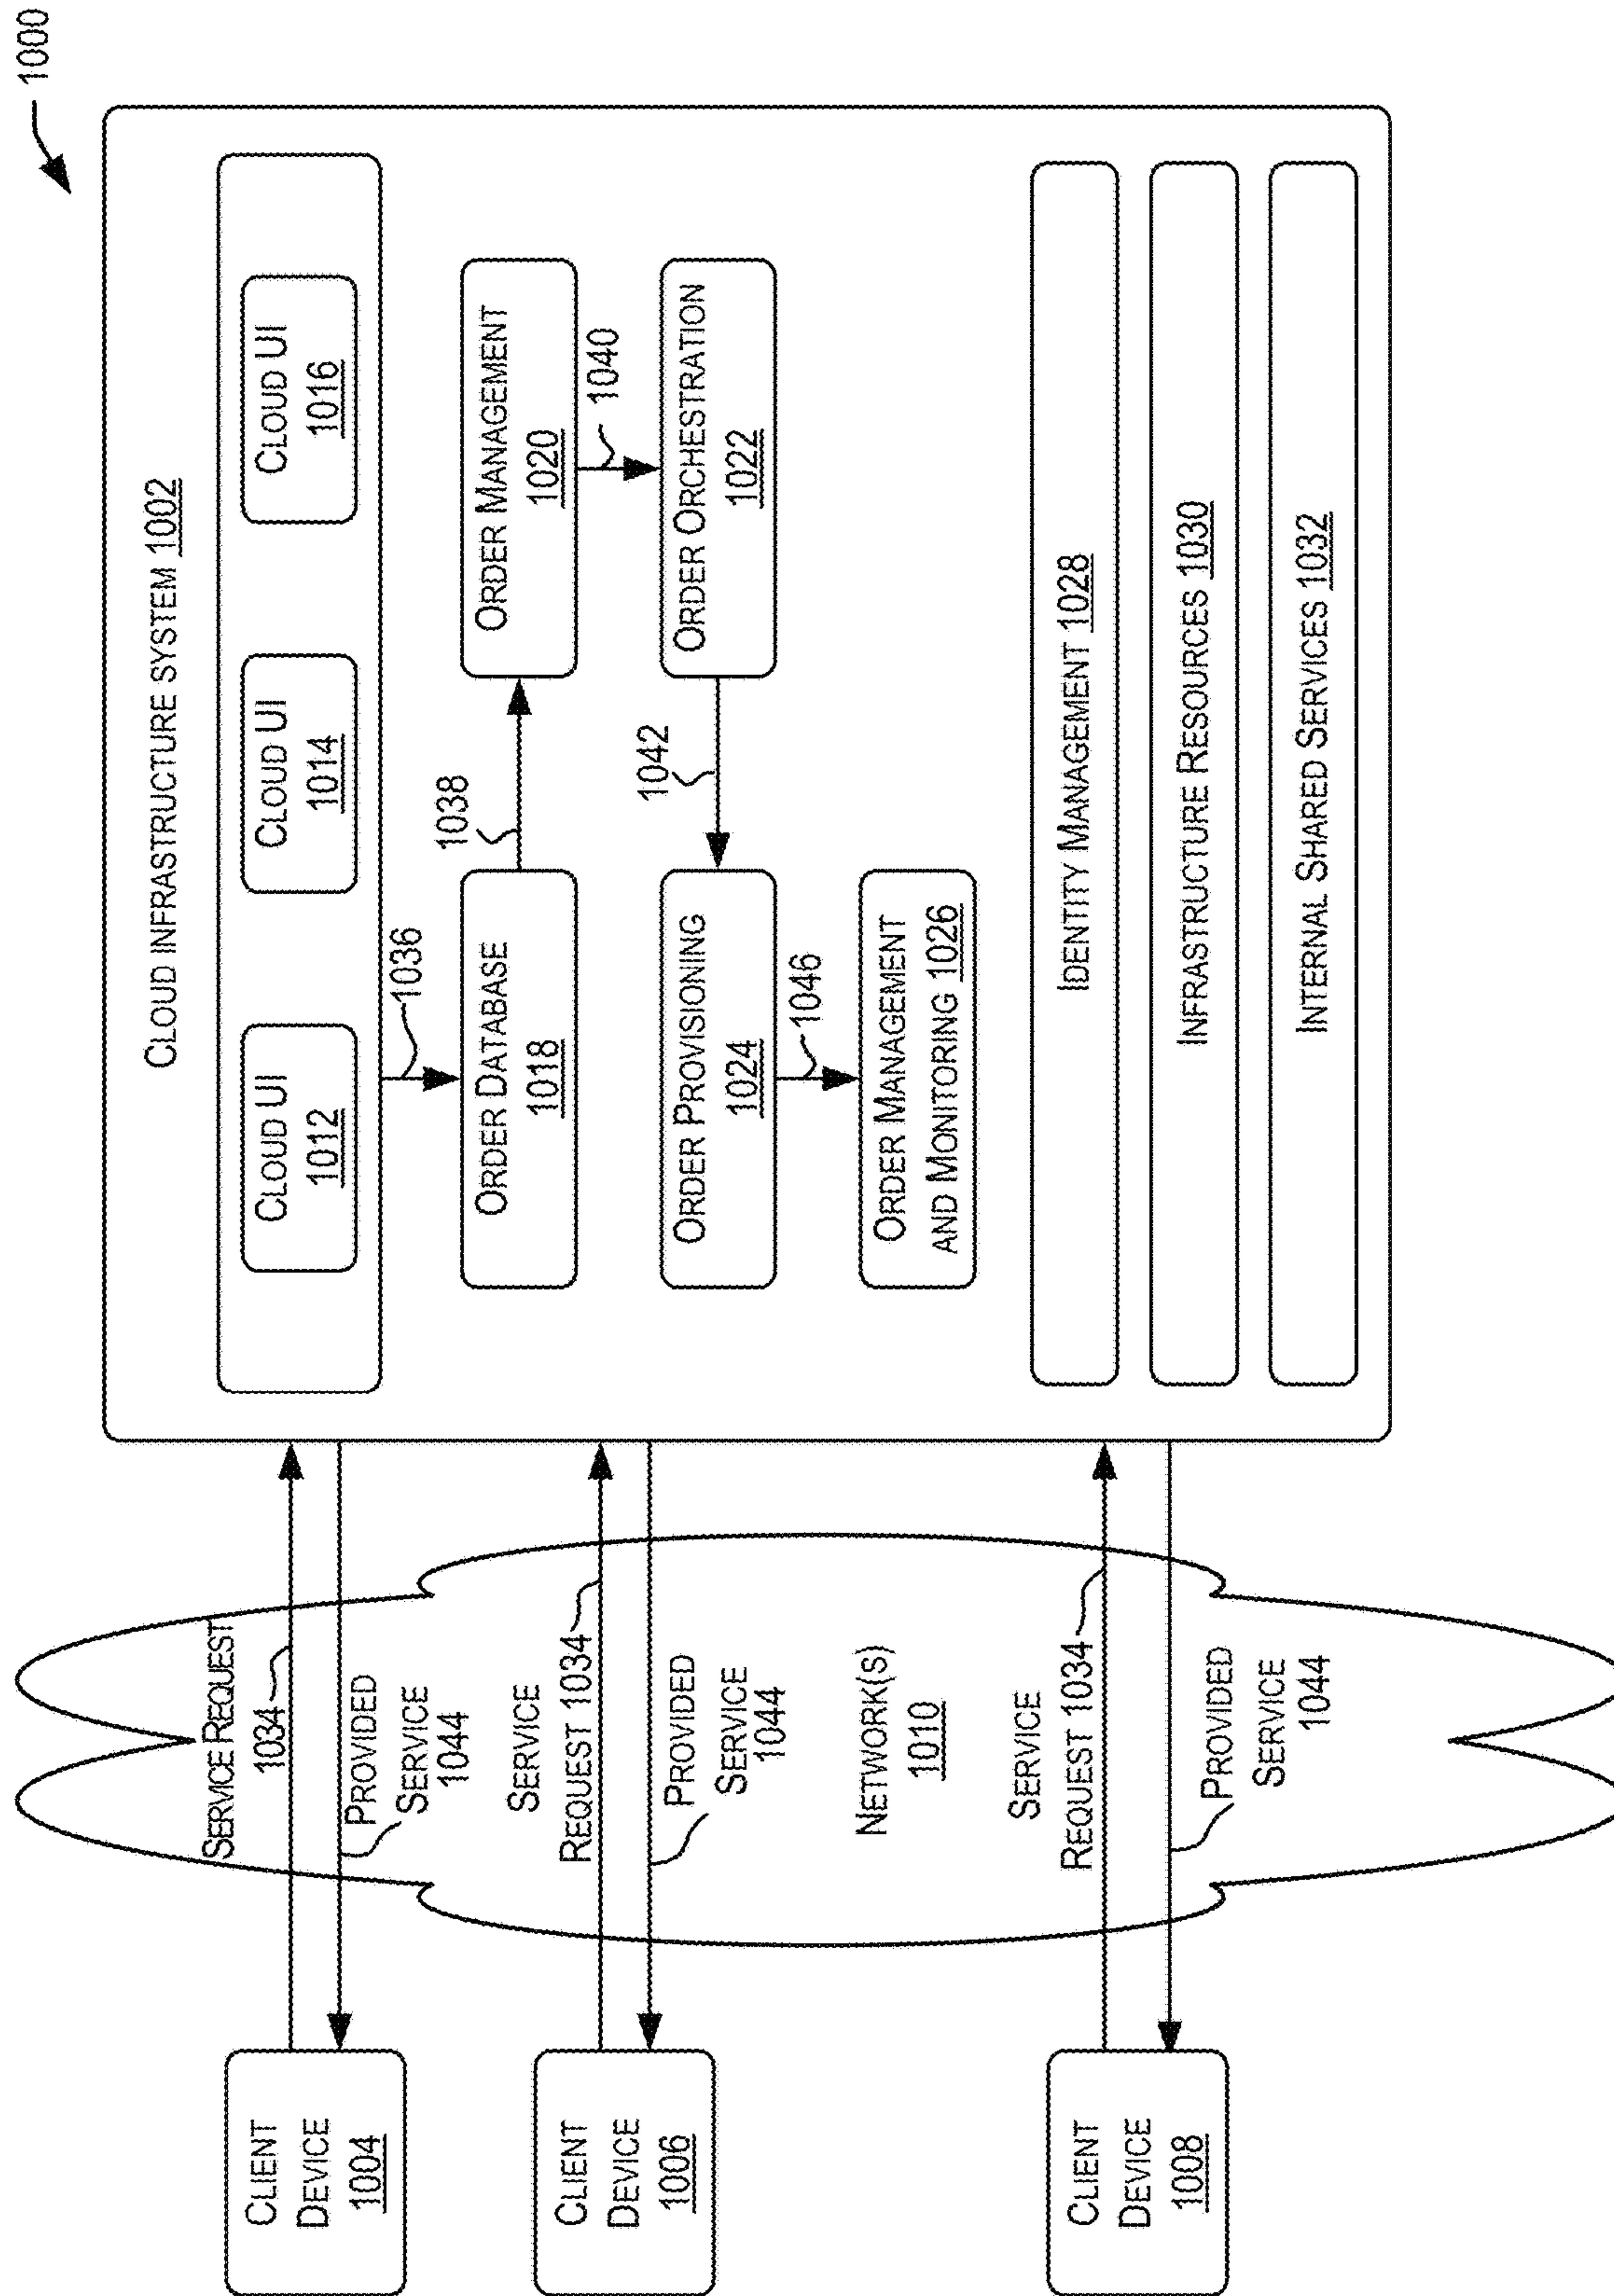 1000
CLOUD INFRASTRUCTURE SYSTEM 1002
CLOUD UI
1012
CLOUD UI
1014
CLOUD UI
1016
1036
ORDER DATABASE
1018
1038
ORDER MANAGEMENT
1020
1040
ORDER PROVISIONING
1024
1042
ORDER ORCHESTRATION
1022
1046
ORDER MANAGEMENT
AND MONITORING 1026
IDENTITY MANAGEMENT 1028
INFRASTRUCTURE RESOURCES 1030
INTERNAL SHARED SERVICES 1032
CLIENT
DEVICE
1004
SERVICE REQUEST
1034
PROVIDED
SERVICE
1044
CLIENT
DEVICE
1006
SERVICE
REQUEST 1034
PROVIDED
SERVICE
1044
NETWORK(S)
1010
CLIENT
DEVICE
1008
SERVICE
REQUEST 1034
PROVIDED
SERVICE
1044